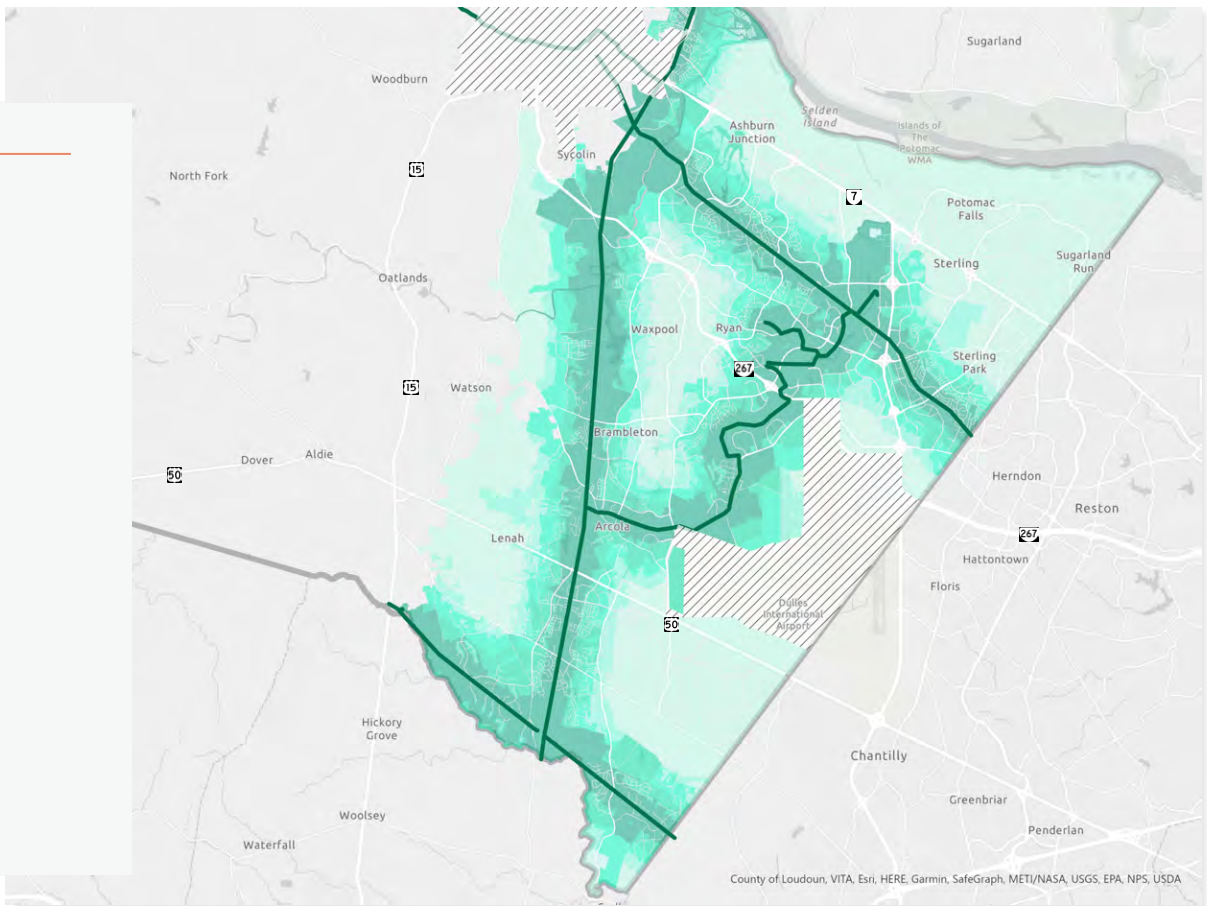 Sugarland
Woodburn
15
Selden
Island
Islands of
The
Potomac
WMA
Ashburn
Junction
Sycolin
North Fork
7
Potomac
Falls
Sterling
Sugarland
Run
Oatlands
Waxpool
Ryan
267
Sterling
Park
15
Watson
Brambleton
Dover
Aldie
50
Herndon
Reston
Arcola
Lenah
267
Hattontown
Floris
Dulles
International
Airport
50
Hickory
Grove
Chantilly
Greenbriar
Woolsey
Penderlan
Waterfall
County of Loudoun, VITA, Esri, HERE, Garmin, SafeGraph, METI/NASA, USGS, EPA, NPS, USDA